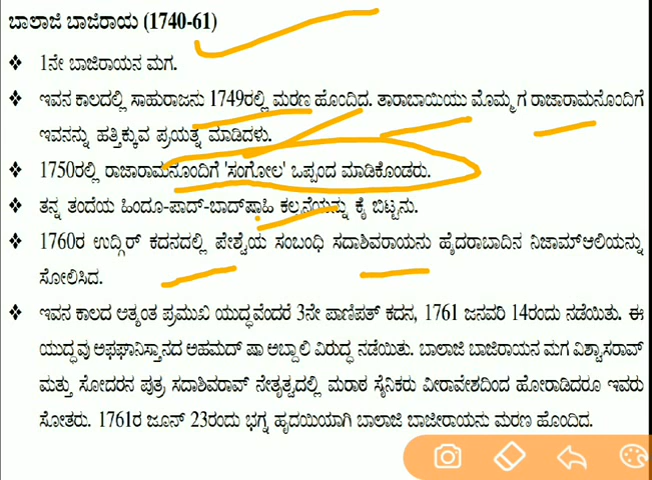 ಬಾಲಾಜಿ ಬಾಜಿರಾಯ (1740-61)
❖ 1ನೇ ಬಾಜಿರಾಯನ ಮಗ.
❖ ಇವನ ಕಾಲದಲ್ಲಿ ಸಾಹುರಾಜನು 1749ರಲ್ಲಿ ಮರಣ ಹೊಂದಿದ. ತಾರಾಬಾಯಿಯು ಮೊಮ್ಮಗ ರಾಜಾರಾಮನೊಂದಿಗೆ
ಇವನನ್ನು ಹತ್ತಿಕ್ಕುವ ಪ್ರಯತ್ನ ಮಾಡಿದಳು.
❖ 1750ರಲ್ಲಿ ರಾಜಾರಾಮನೊಂದಿಗೆ 'ಸಂಗೋಲ' ಒಪ್ಪಂದ ಮಾಡಿಕೊಂಡರು.
❖ ತನ್ನ ತಂದೆಯ ಹಿಂದೂ-ಪಾದ್-ಬಾದ್‌ಷಾಹಿ ಕಲ್ಪನೆಯನ್ನು ಕೈ ಬಿಟ್ಟನು.
❖ 1760ರ ಉದ್ಗಿರ್ ಕದನದಲ್ಲಿ ಪೇಶ್ವೆಯ ಸಂಬಂಧಿ ಸದಾಶಿವರಾಯನು ಹೈದರಾಬಾದಿನ ನಿಜಾಮ್‌ಆಲಿಯನ್ನು
ಸೋಲಿಸಿದ.
❖ ಇವನ ಕಾಲದ ಅತ್ಯಂತ ಪ್ರಮುಖ ಯುದ್ಧವೆಂದರೆ 3ನೇ ಪಾಣಿಪತ್ ಕದನ, 1761 ಜನವರಿ 14ರಂದು ನಡೆಯಿತು. ಈ
ಯುದ್ಧವು ಅಫಘಾನಿಸ್ತಾನದ ಅಹಮದ್ ಷಾ ಅಬ್ದಾಲಿ ವಿರುದ್ಧ ನಡೆಯಿತು. ಬಾಲಾಜಿ ಬಾಜಿರಾಯನ ಮಗ ವಿಶ್ವಾಸರಾವ್
ಮತ್ತು ಸೋದರನ ಪುತ್ರ ಸದಾಶಿವರಾವ್ ನೇತೃತ್ವದಲ್ಲಿ ಮರಾಠ ಸೈನಿಕರು ವೀರಾವೇಶದಿಂದ ಹೋರಾಡಿದರೂ ಇವರು
ಸೋತರು. 1761ರ ಜೂನ್ 23ರಂದು ಭಗ್ನ ಹೃದಯಿಯಾಗಿ ಬಾಲಾಜಿ ಬಾಜೀರಾಯನು ಮರಣ ಹೊಂದಿದ.